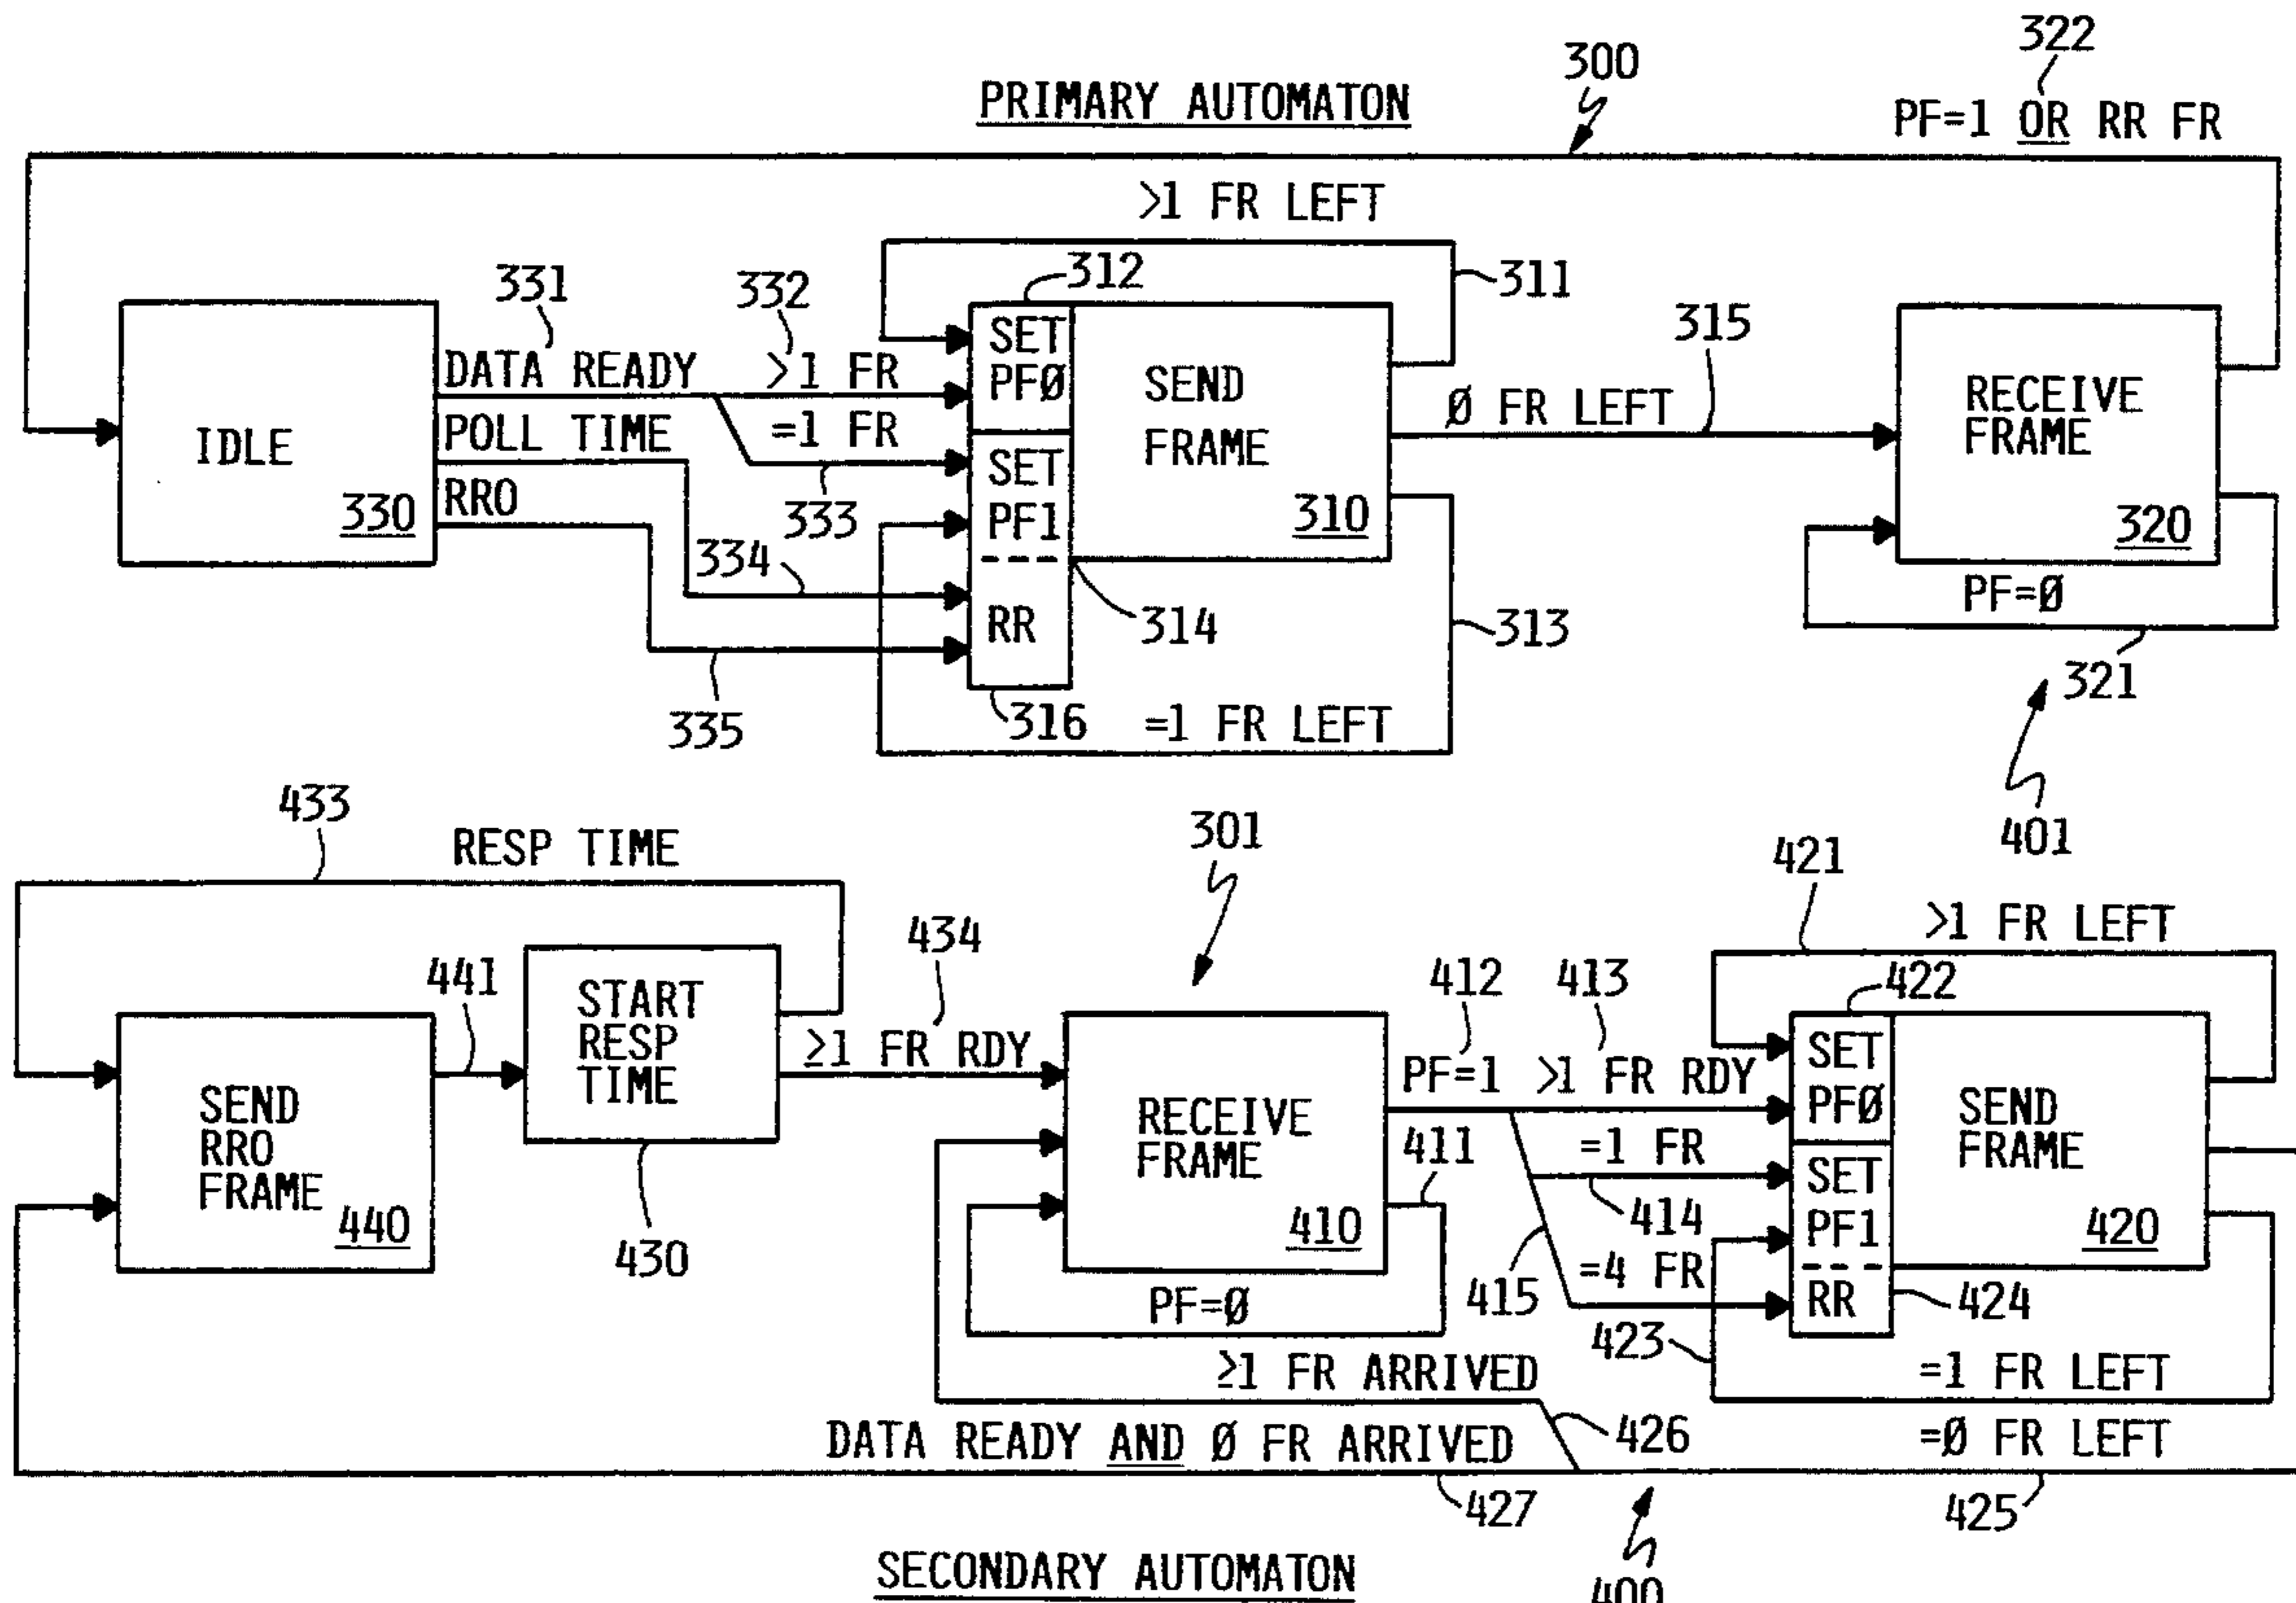 322
300
PRIMARY AUTOMATON
PF=1 OR RR FR
>1 FR LEFT
331
332
312
311
315
SET
PFØ
SEND
FRAME
310
DATA READY
>1 FR
=1 FR
POLL TIME
RRO
IDLE
330
333
SET
PF1
RR
334
335
314
316
313
=1 FR LEFT
Ø FR LEFT
RECEIVE
FRAME
320
PF=Ø
321
401
433
RESP TIME
301
421
>1 FR LEFT
441
START
RESP
TIME
430
434
≥1 FR RDY
412
413
422
PF=1 >1 FR RDY
SET
PFØ
SEND
FRAME
420
SEND
RRO
FRAME
440
RECEIVE
FRAME
410
411
=1 FR
414
SET
PF1
RR
415
=4 FR
424
423
PF=Ø
≥1 FR ARRIVED
=1 FR LEFT
426
DATA READY AND Ø FR ARRIVED
=Ø FR LEFT
427
425
SECONDARY AUTOMATON
400